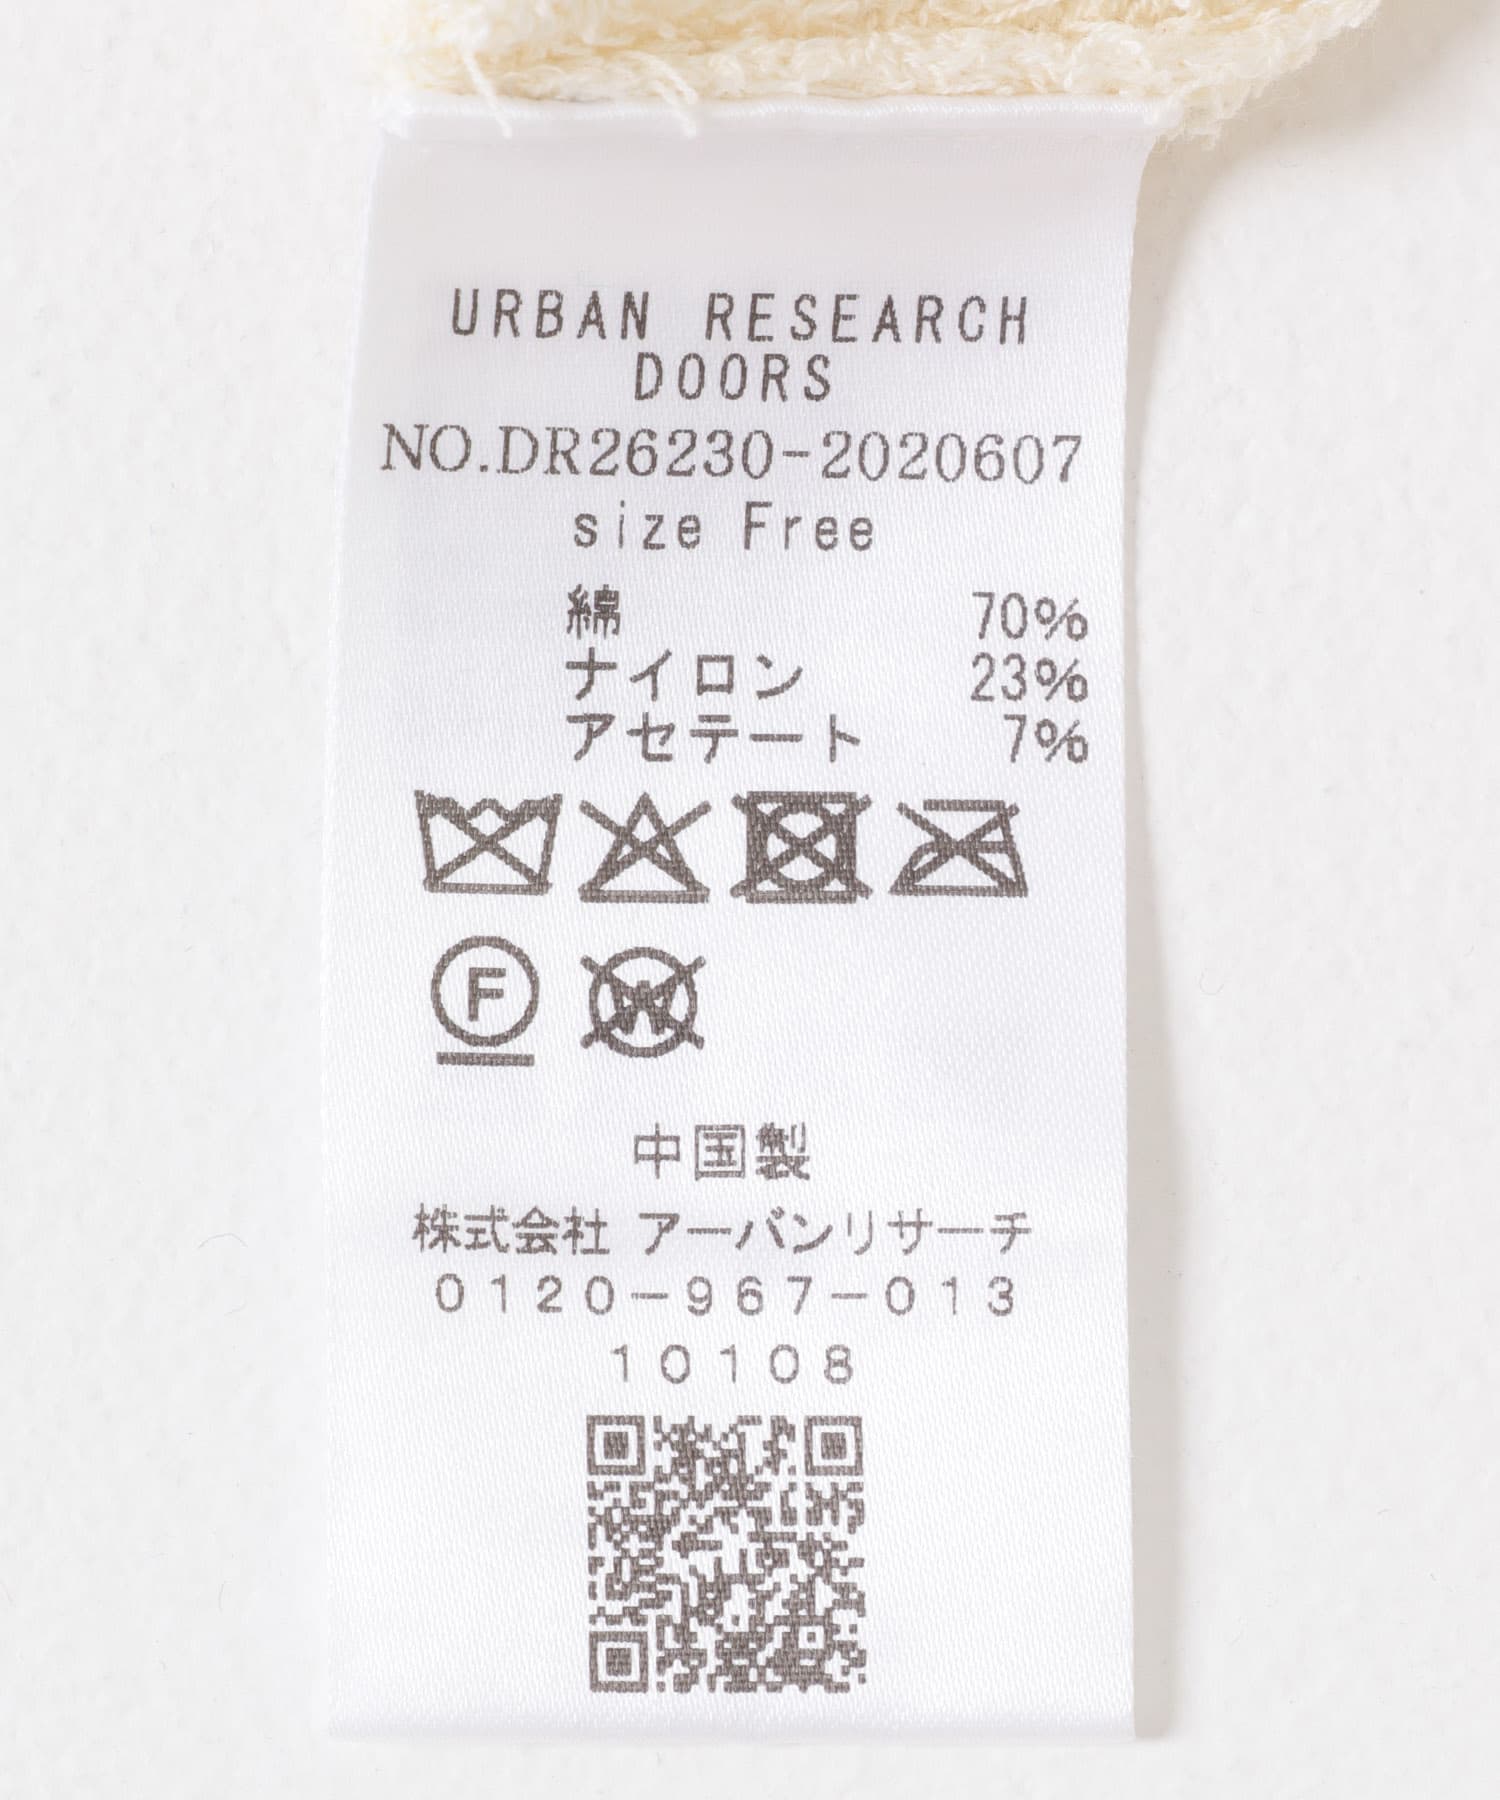 URBAN RESEARCH
DOORS
NO.DR26230-2020607
size Free
綿 70%
ナイロン 23%
アセテート 7%
F
W
中国製
株式会社 アーバンリサーチ
0120-967-013
10108